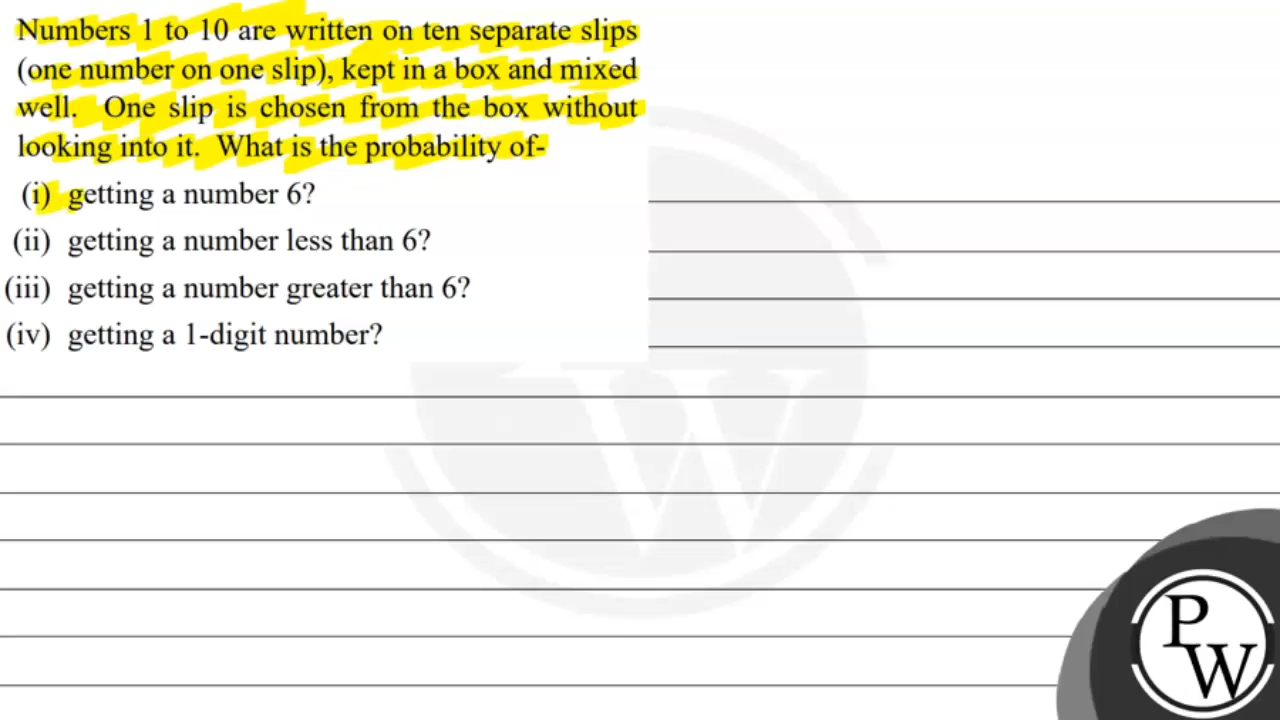 Numbers 1 to 10 are written on ten separate slips
(one number on one slip), kept in a box and mixed
well. One slip is chosen from the box without
looking into it. What is the probability of-
(i) getting a number 6?
(ii) getting a number less than 6?
(iii) getting a number greater than 6?
(iv) getting a 1-digit number?
W
P
W